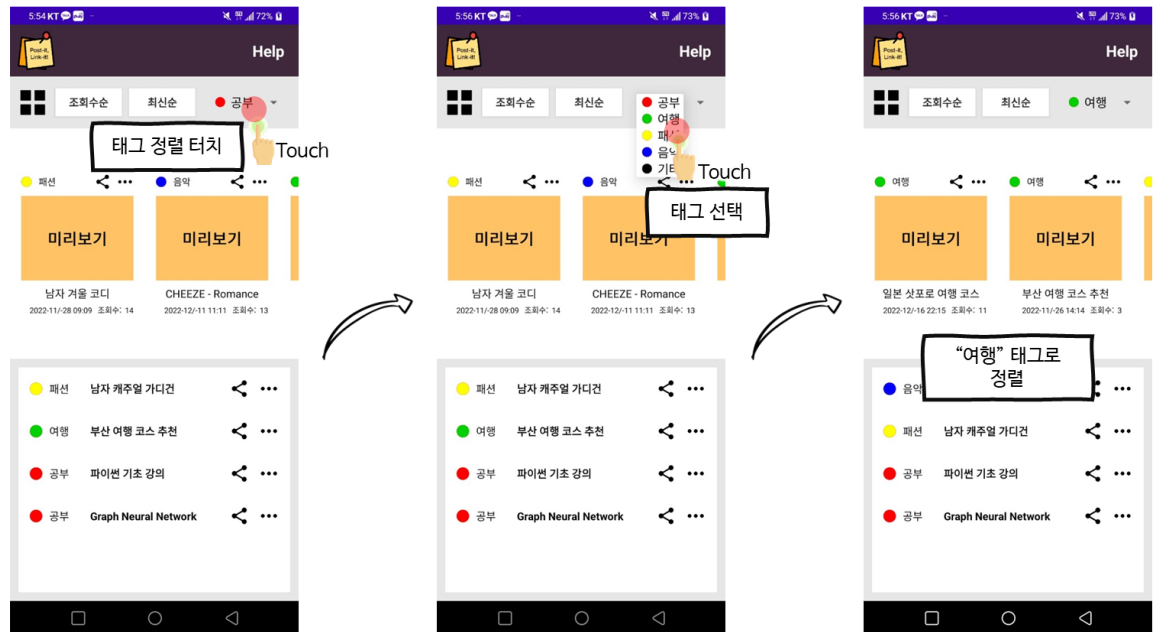 5:54 KT
72%
Post-it,
Link-it!
Help
조회수순 최신순 공부
태그 정렬 터치
Touch
패션 음악
미리보기 미리보기
남자 겨울 코디 CHEEZE - Romance
2022-11/-28 09:09 조회수: 14 2022-12/-11 11:11 조회수: 13
패션 남자 캐주얼 가디건
여행 부산 여행 코스 추천
공부 파이썬 기초 강의
공부 Graph Neural Network
5:56 KT
73%
Post-it,
Link-it!
Help
조회수순 최신순 공부
여행
패션
음악
기타
Touch
태그 선택
패션 음악
미리보기 미리보기
남자 겨울 코디 CHEEZE - Romance
2022-11/-28 09:09 조회수: 14 2022-12/-11 11:11 조회수: 13
패션 남자 캐주얼 가디건
여행 부산 여행 코스 추천
공부 파이썬 기초 강의
공부 Graph Neural Network
5:56 KT
73%
Post-it,
Link-it!
Help
조회수순 최신순 여행
여행 여행
미리보기 미리보기
일본 삿포로 여행 코스 부산 여행 코스 추천
2022-12/-16 22:15 조회수: 11 2022-11/-26 14:14 조회수: 3
“여행” 태그로
정렬
음악
패션 남자 캐주얼 가디건
공부 파이썬 기초 강의
공부 Graph Neural Network